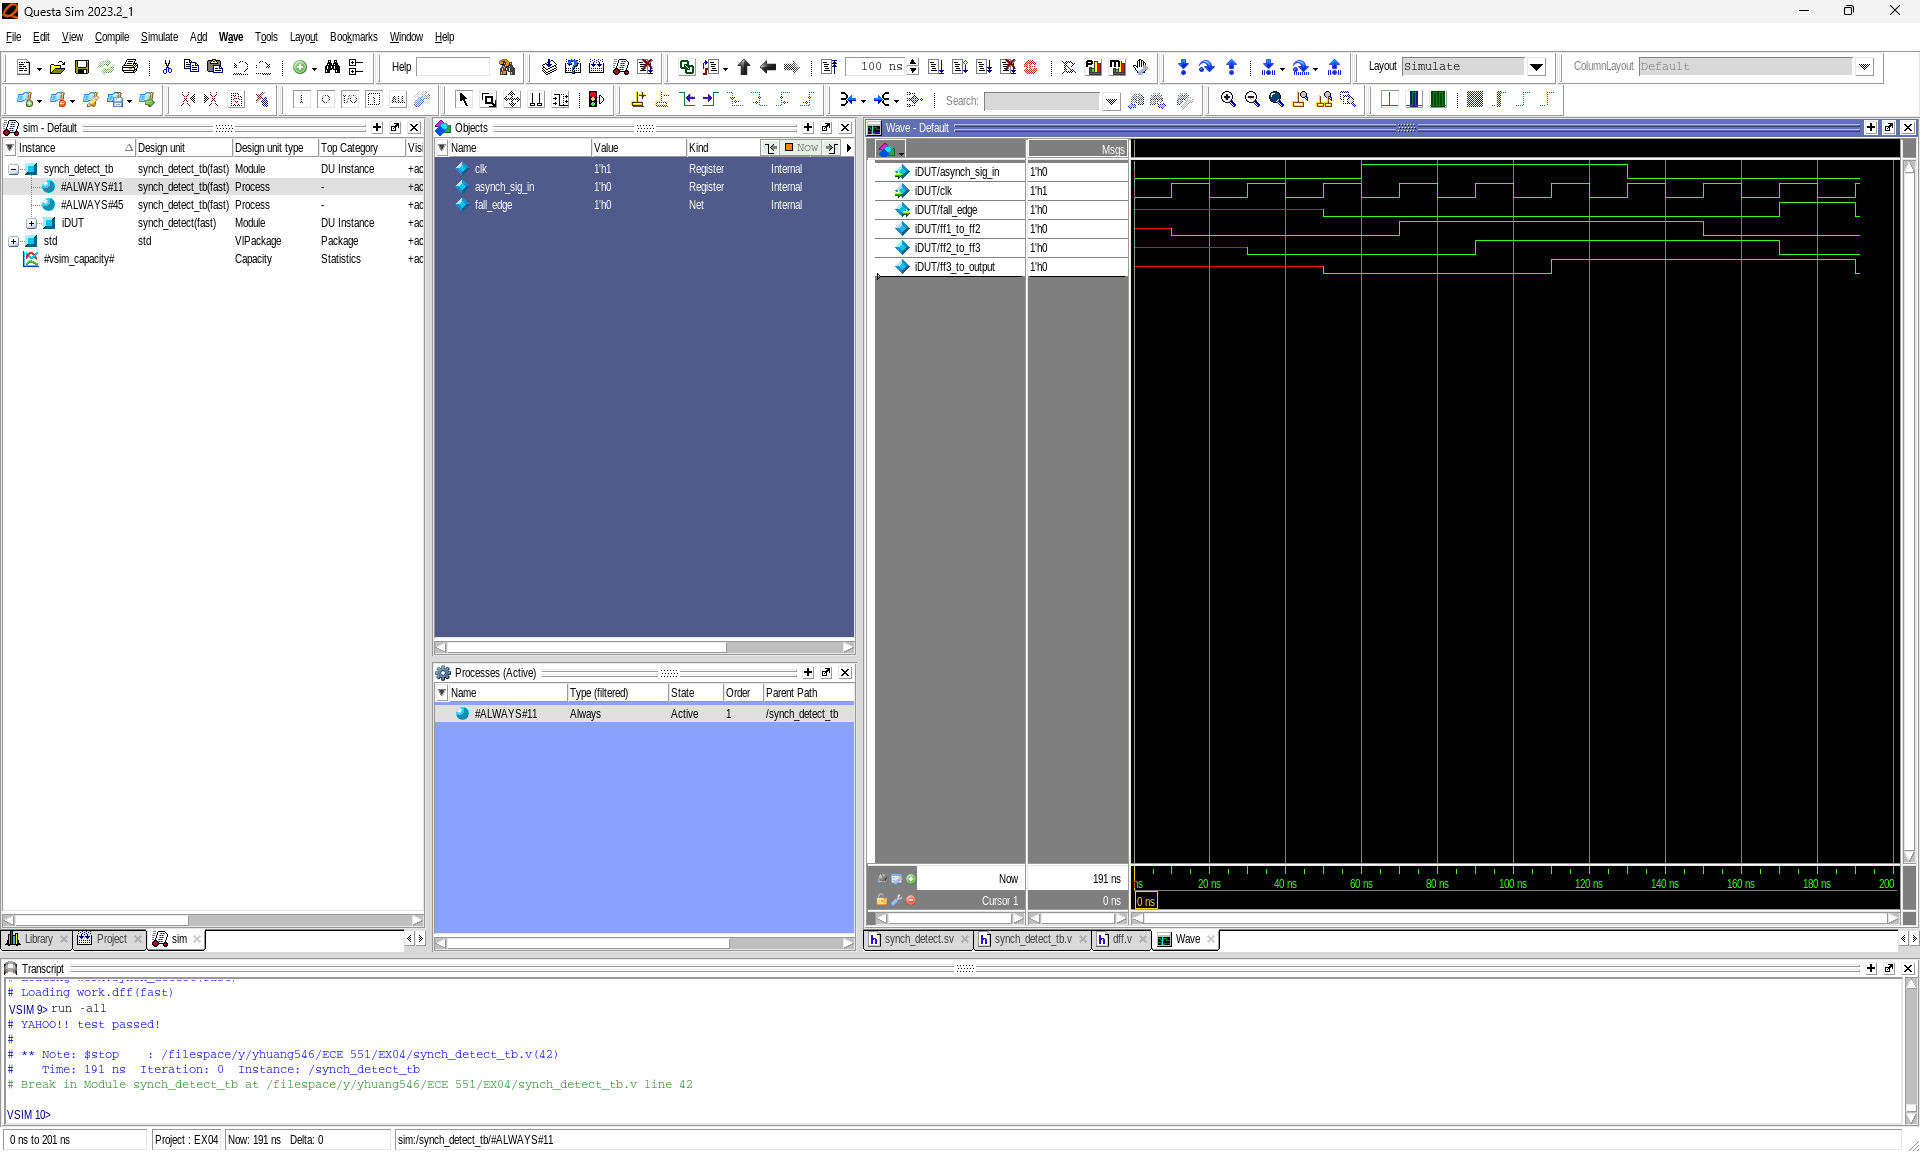 Questa Sim 2023.2_1
File Edit View Compile Simulate Add Wave Tools Layout Bookmarks Window Help
Help 100 ns Layout Simulate ColumnLayout Default
ALL Search:
sim - Default
Instance Design unit Design unit type Top Category Visi
synch_detect_tb synch_detect_tb(fast) Module DU Instance +ac
#ALWAYS#11 synch_detect_tb(fast) Process - +ac
#ALWAYS#45 synch_detect_tb(fast) Process - +ac
iDUT synch_detect(fast) Module DU Instance +ac
std std VIPackage Package +ac
#vsim_capacity# Capacity Statistics +ac
Library Project sim
Objects
Name Value Kind Now
clk 1'h1 Register Internal
asynch_sig_in 1'h0 Register Internal
fall_edge 1'h0 Net Internal
Processes (Active)
Name Type (filtered) State Order Parent Path
#ALWAYS#11 Always Active 1 /synch_detect_tb
Wave - Default
Msgs
iDUT/asynch_sig_in 1'h0
iDUT/clk 1'h1
iDUT/fall_edge 1'h0
iDUT/ff1_to_ff2 1'h0
iDUT/ff2_to_ff3 1'h0
iDUT/ff3_to_output 1'h0
Now 191 ns ns 20 ns 40 ns 60 ns 80 ns 100 ns 120 ns 140 ns 160 ns 180 ns 200
Cursor 1 0 ns 0 ns
synch_detect.sv synch_detect_tb.v dff.v Wave
Transcript
# Loading work.dff(fast)
VSIM 9> run -all
# YAHOO!! test passed!
#
# ** Note: $stop    : /filespace/y/yhuang546/ECE 551/EX04/synch_detect_tb.v(42)
#    Time: 191 ns  Iteration: 0  Instance: /synch_detect_tb
# Break in Module synch_detect_tb at /filespace/y/yhuang546/ECE 551/EX04/synch_detect_tb.v line 42
VSIM 10>
0 ns to 201 ns Project : EX04 Now: 191 ns Delta: 0 sim:/synch_detect_tb/#ALWAYS#11